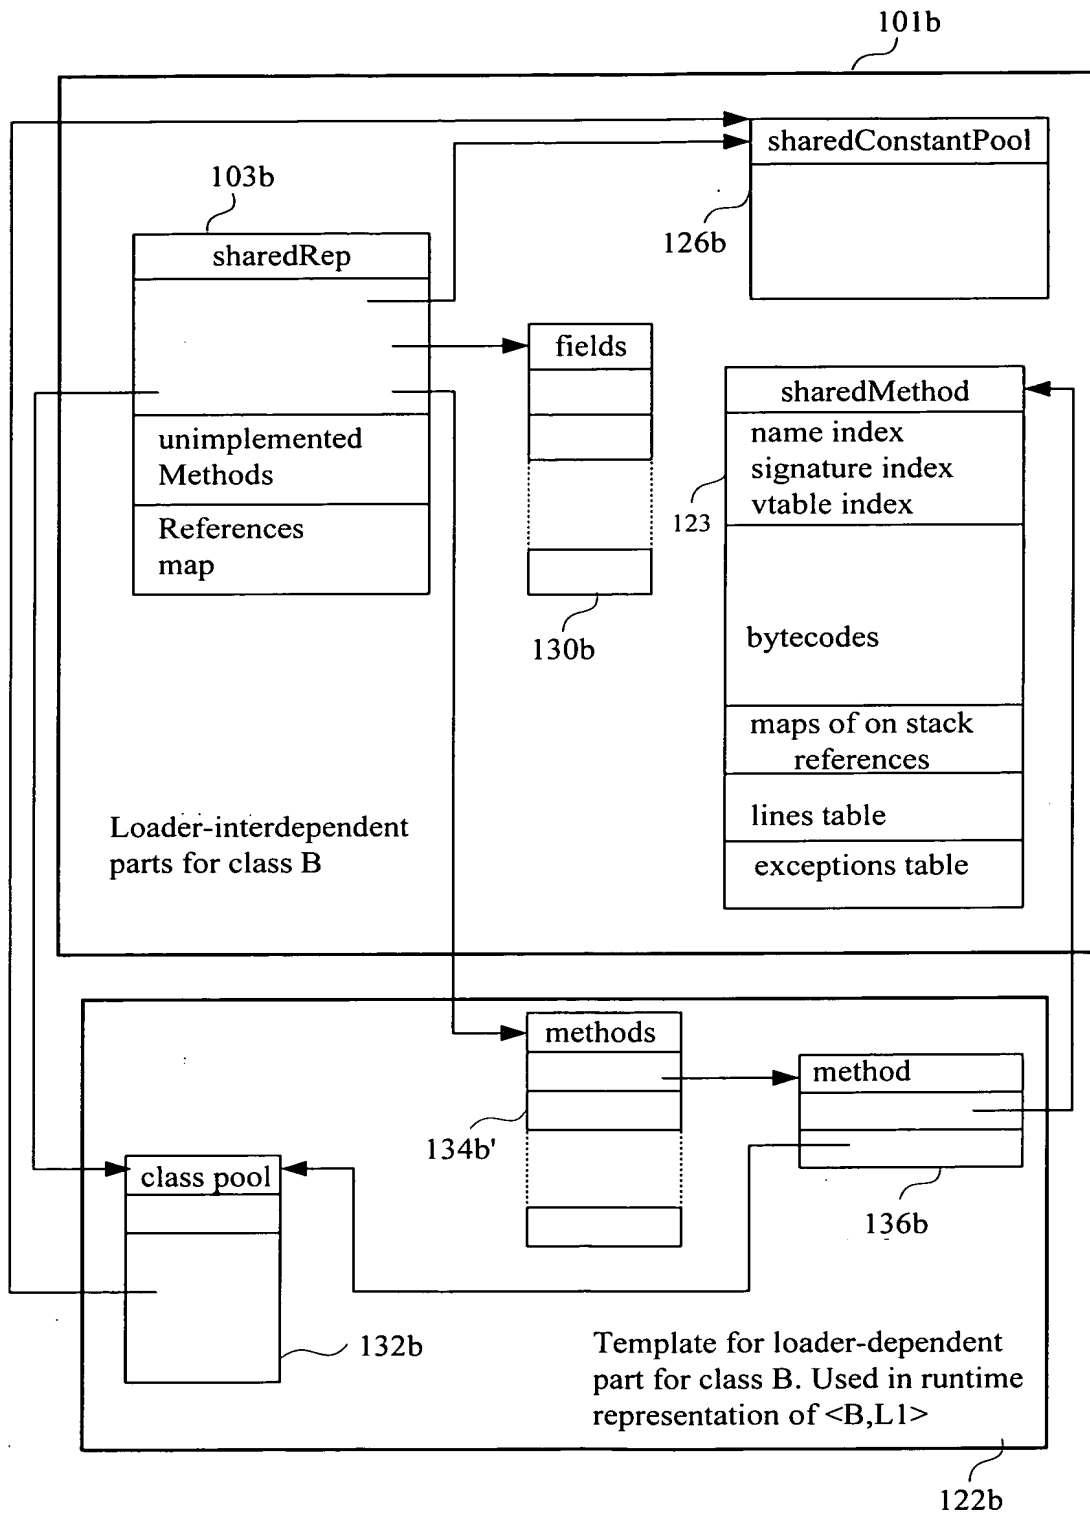 101b
sharedConstantPool
126b
103b
sharedRep
unimplemented
Methods
References
map
fields
130b
sharedMethod
name index
signature index
vtable index
123
bytecodes
maps of on stack
references
lines table
exceptions table
Loader-interdependent
parts for class B
methods
134b'
method
136b
class pool
132b
Template for loader-dependent
part for class B. Used in runtime
representation of <B,L1>
122b